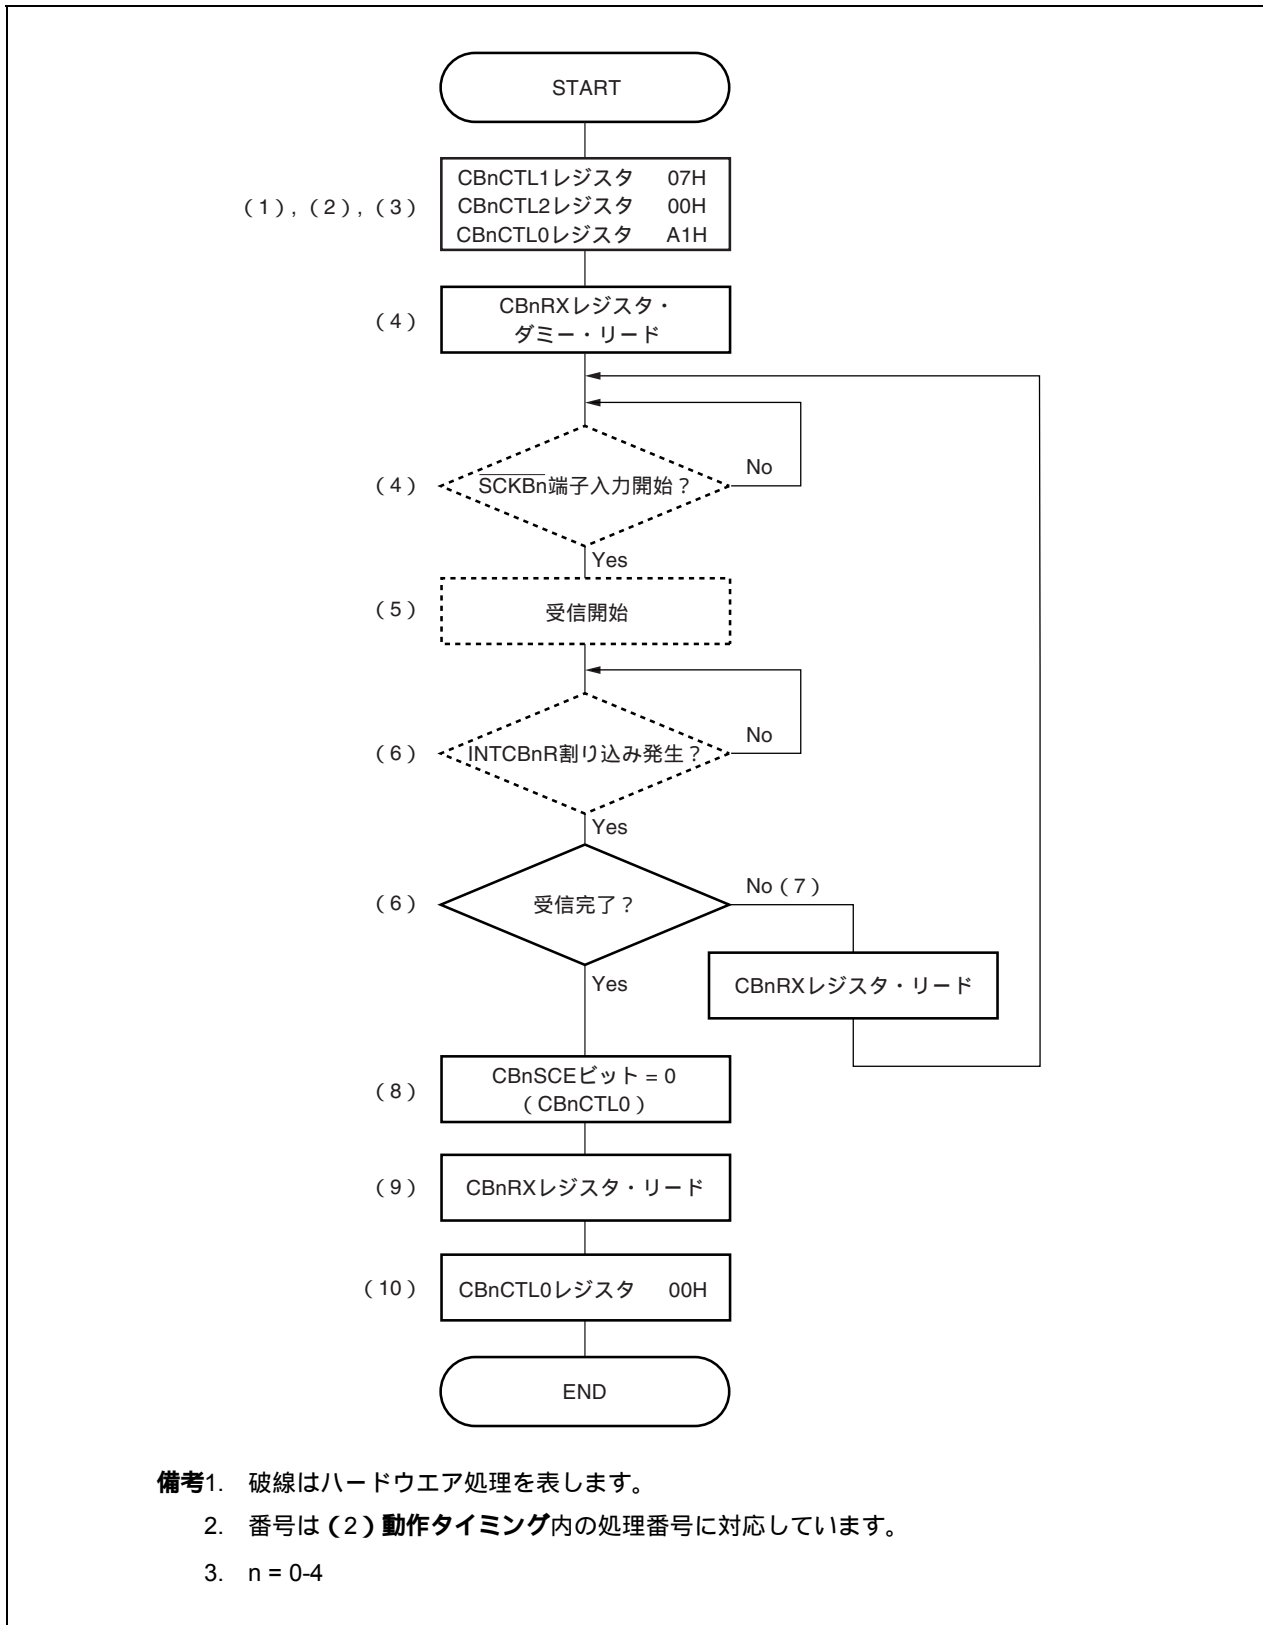 START
CBnCTL1レジスタ 07H
(1), (2), (3) CBnCTL2レジスタ 00H
CBnCTL0レジスタ A1H
(4) CBnRXレジスタ・
ダミー・リード
(4) SCKBn端子入力開始？ No
Yes
(5) 受信開始
(6) INTCBnR割り込み発生？ No
Yes
(6) 受信完了？ No（7）
Yes
CBnRXレジスタ・リード
(8) CBnSCEビット = 0
（CBnCTL0）
(9) CBnRXレジスタ・リード
(10) CBnCTL0レジスタ 00H
END
備考1. 破線はハードウエア処理を表します。
2. 番号は（2）動作タイミング内の処理番号に対応しています。
3. n = 0-4